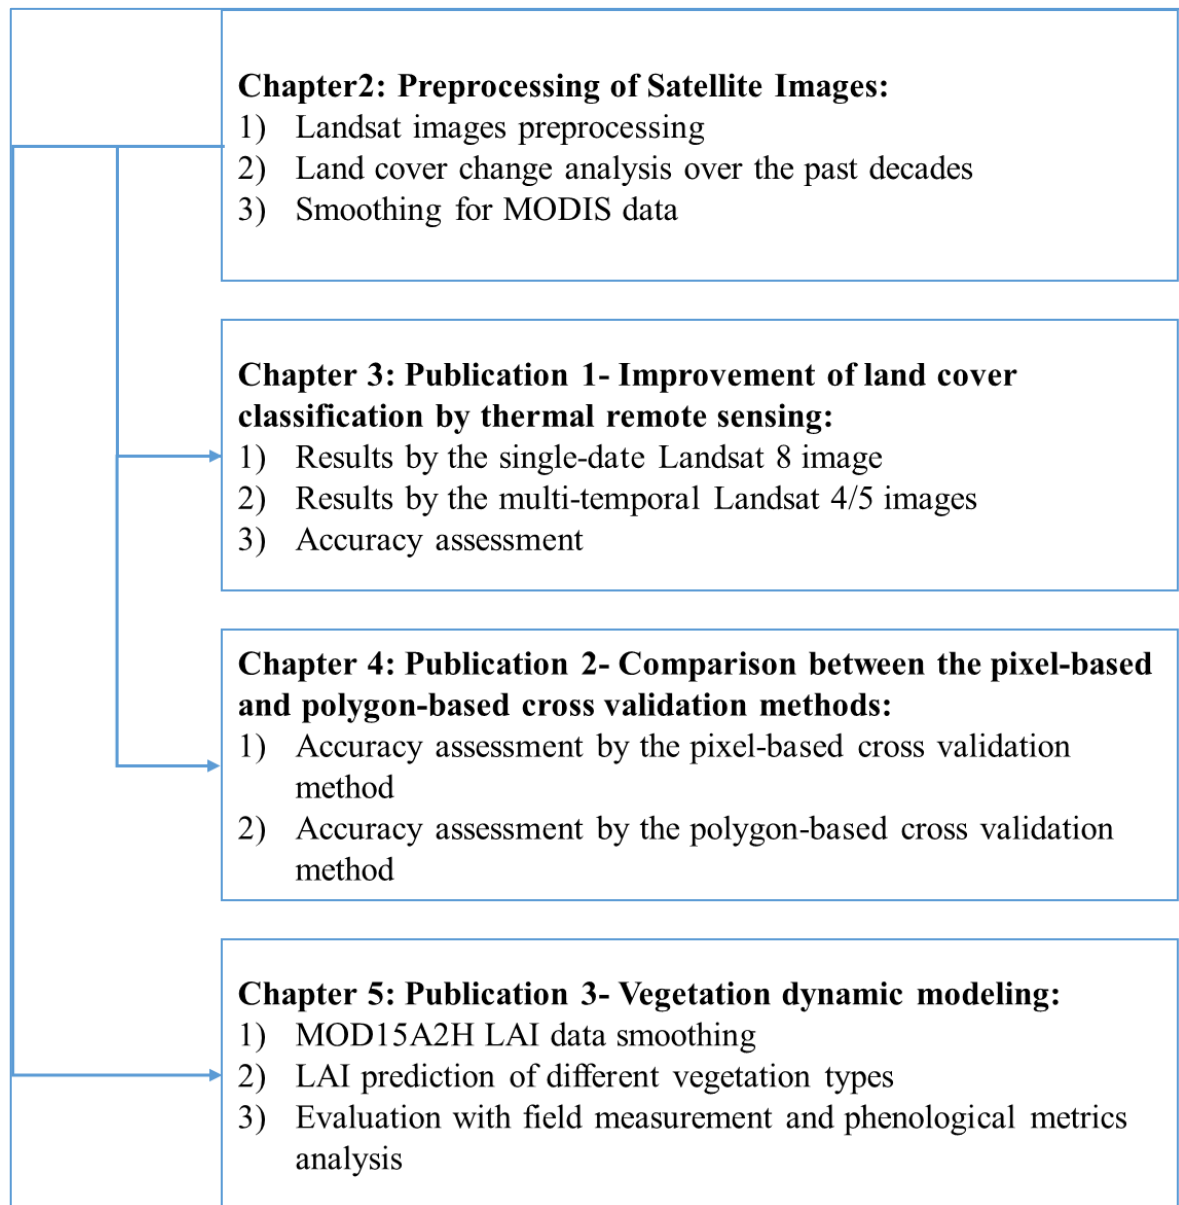 Chapter2: Preprocessing of Satellite Images:
1) Landsat images preprocessing
2) Land cover change analysis over the past decades
3) Smoothing for MODIS data
Chapter 3: Publication 1- Improvement of land cover
classification by thermal remote sensing:
1) Results by the single-date Landsat 8 image
2) Results by the multi-temporal Landsat 4/5 images
3) Accuracy assessment
Chapter 4: Publication 2- Comparison between the pixel-based
and polygon-based cross validation methods:
1) Accuracy assessment by the pixel-based cross validation
method
2) Accuracy assessment by the polygon-based cross validation
method
Chapter 5: Publication 3- Vegetation dynamic modeling:
1) MOD15A2H LAI data smoothing
2) LAI prediction of different vegetation types
3) Evaluation with field measurement and phenological metrics
analysis